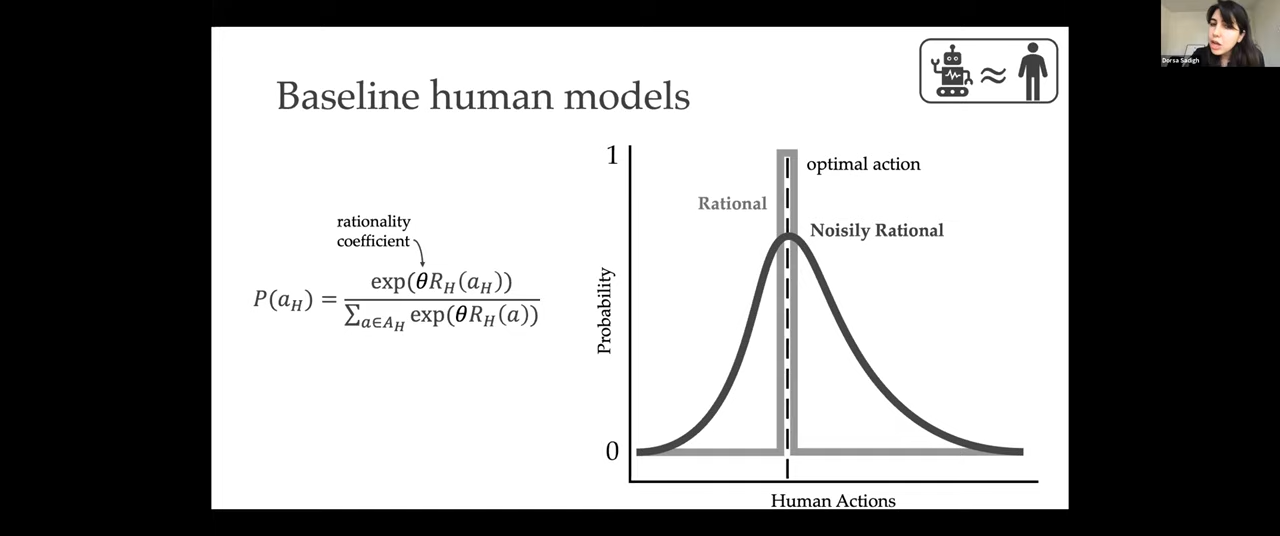 Dorsa Sadigh
Baseline human models
rationality
coefficient
P(a_H) = exp(θR_H(a_H)) / ∑_{a∈A_H} exp(θR_H(a))
1
optimal action
Rational
Noisily Rational
Probability
0
Human Actions